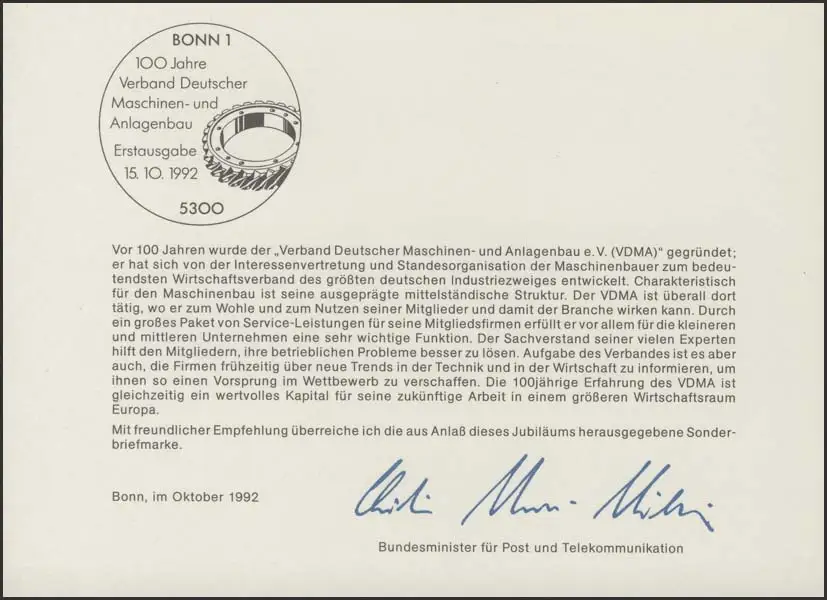 BONN 1
100 Jahre
Verband Deutscher
Maschinen- und
Anlagenbau
Erstausgabe
15. 10. 1992
5300
Vor 100 Jahren wurde der „Verband Deutscher Maschinen- und Anlagenbau e.V. (VDMA)“ gegründet;
er hat sich von der Interessenvertretung und Standesorganisation der Maschinenbauer zum bedeu-
tendsten Wirtschaftsverband des größten deutschen Industriezweiges entwickelt. Charakteristisch
für den Maschinenbau ist seine ausgeprägte mittelständische Struktur. Der VDMA ist überall dort
tätig, wo er zum Wohle und zum Nutzen seiner Mitglieder und damit der Branche wirken kann. Durch
ein großes Paket von Service-Leistungen für seine Mitgliedsfirmen erfüllt er vor allem für die kleineren
und mittleren Unternehmen eine sehr wichtige Funktion. Der Sachverstand seiner vielen Experten
hilft den Mitgliedern, ihre betrieblichen Probleme besser zu lösen. Aufgabe des Verbandes ist es aber
auch, die Firmen frühzeitig über neue Trends in der Technik und in der Wirtschaft zu informieren, um
ihnen so einen Vorsprung im Wettbewerb zu verschaffen. Die 100jährige Erfahrung des VDMA ist
gleichzeitig ein wertvolles Kapital für seine zukünftige Arbeit in einem größeren Wirtschaftsraum
Europa.
Mit freundlicher Empfehlung überreiche ich die aus Anlaß dieses Jubiläums herausgegebene Sonder-
briefmarke.
Bonn, im Oktober 1992
Bundesminister für Post und Telekommunikation